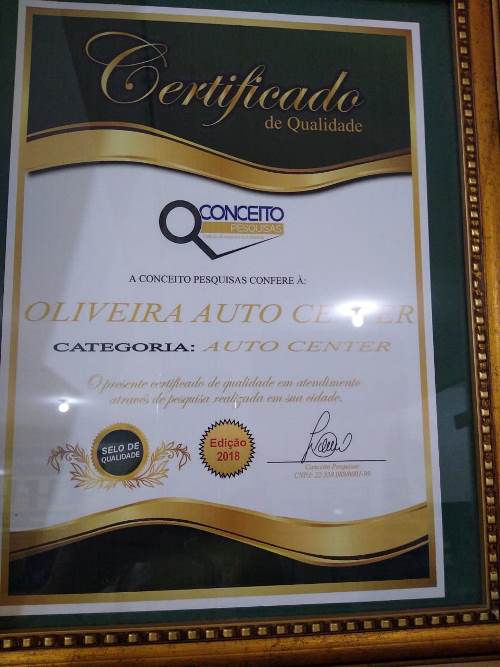 Certificado
de Qualidade
CONCEITO
PESQUISAS
A CONCEITO PESQUISAS CONFERE À:
OLIVEIRA AUTO CENTER
CATEGORIA: AUTO CENTER
O presente certificado de qualidade em atendimento
através de pesquisa realizada em sua cidade.
SELO DE
QUALIDADE
Edição
2018
Conceito Pesquisas